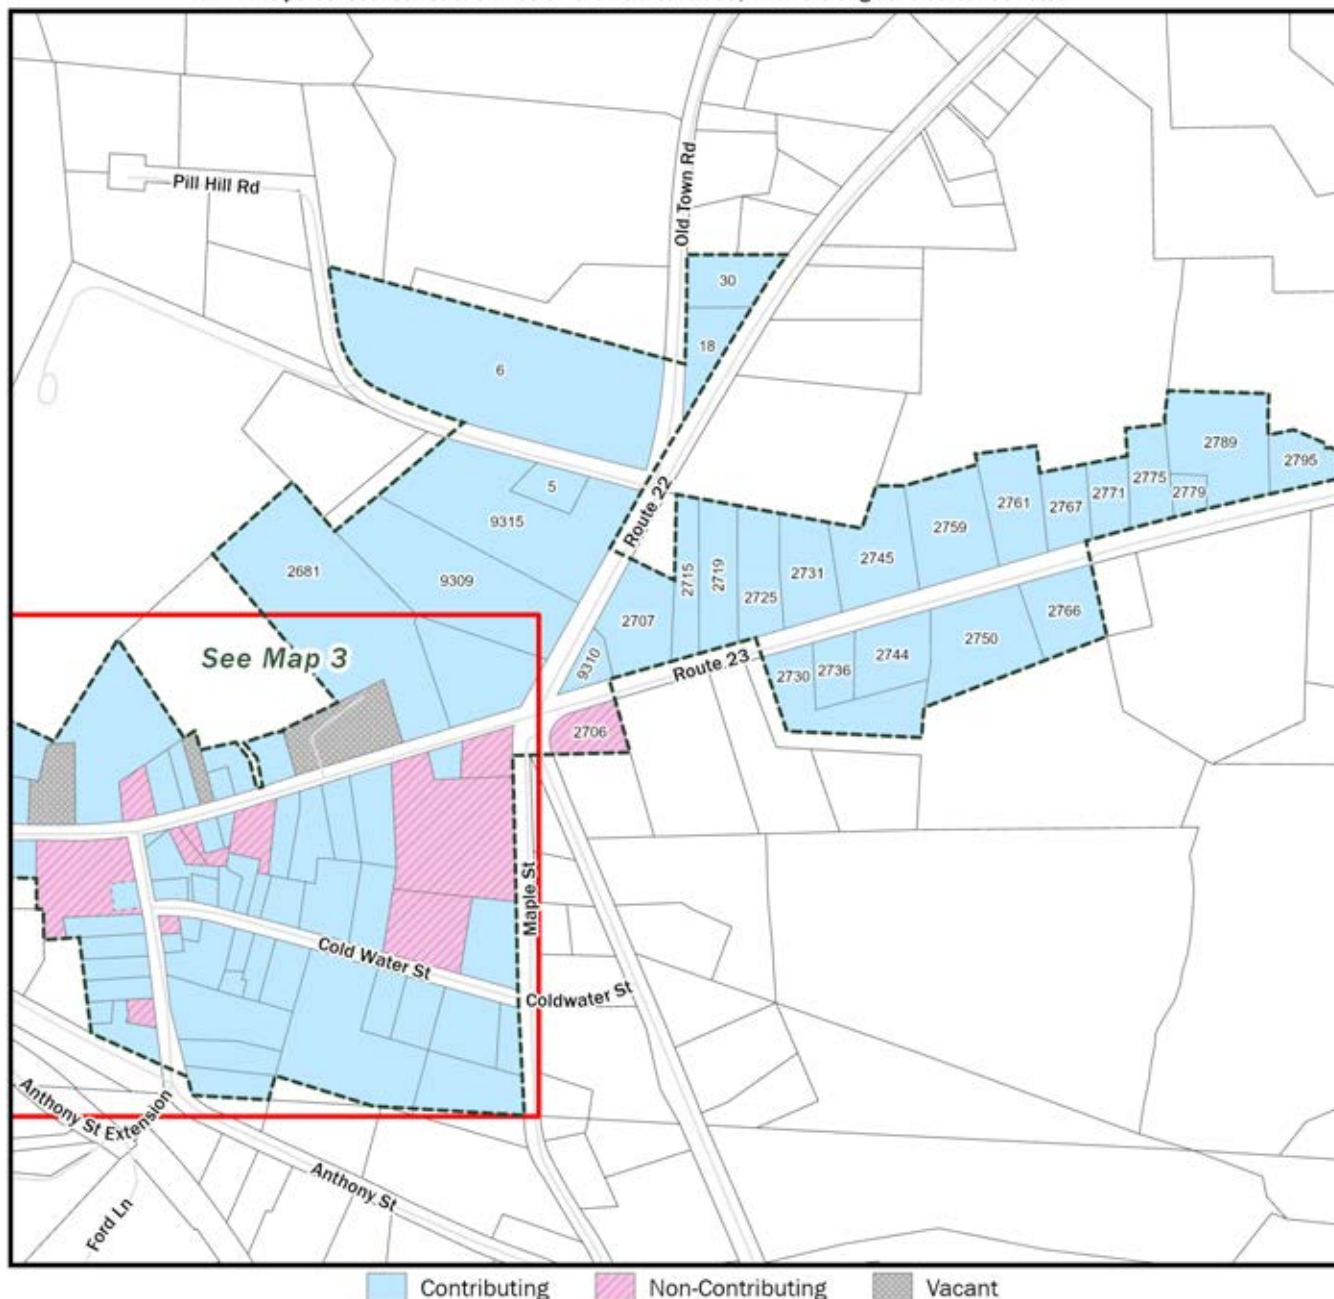 Pill Hill Rd
Old Town Rd
30
18
6
5
9315
Route 22
2681
9309
2789
2795
2775
2779
2771
2767
2761
2759
2745
2731
2725
2719
2715
2707
9310
2766
2750
2744
2736
2730
See Map 3
Route 23
2706
Maple St
Cold Water St
Coldwater St
Anthony St Extension
Anthony St
Ford Ln
Contributing
Non-Contributing
Vacant